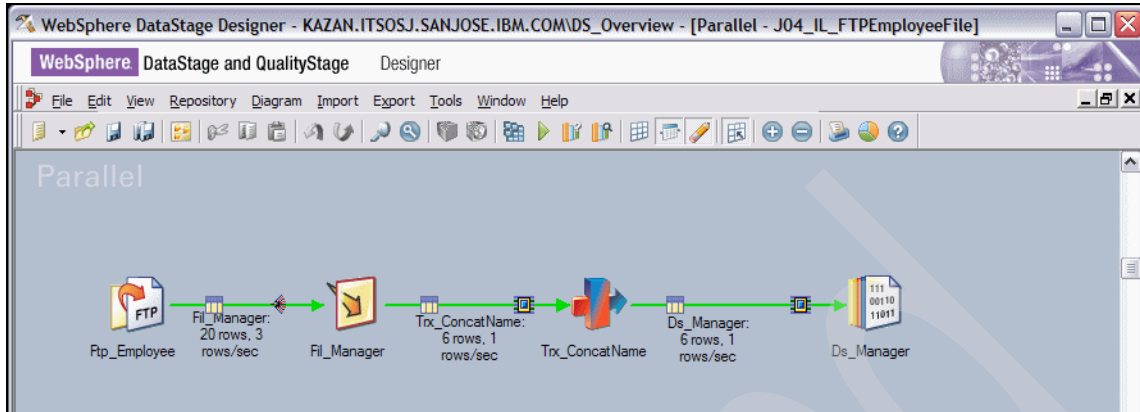 WebSphere DataStage Designer - KAZAN.ITSOSJ.SANJOSE.IBM.COM\DS_Overview - [Parallel - J04_IL_FTPEmployeeFile]
WebSphere. DataStage and QualityStage Designer
File Edit View Repository Diagram Import Export Tools Window Help
Parallel
FTP
Ftp_Employee
Fil_Manager:
20 rows, 3
rows/sec
Fil_Manager
Trx_ConcatName:
6 rows, 1
rows/sec
Trx_ConcatName
Ds_Manager:
6 rows, 1
rows/sec
111
00110
11011
Ds_Manager